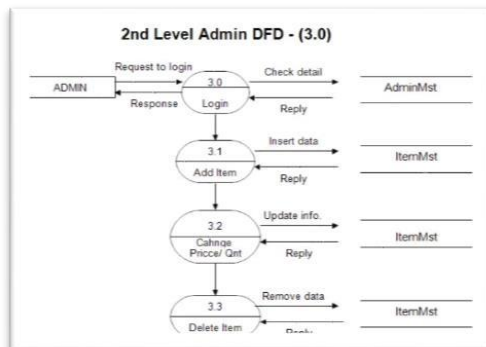 2nd Level Admin DFD - (3.0)
Request to login
Check detail
ADMIN
3.0
AdminMst
Response
Login
Reply
Insert data
3.1
ItemMst
Add Item
Reply
Update info.
3.2
ItemMst
Cahnge
Pricce/ Qnt
Reply
Remove data
3.3
ItemMst
Delete Item
Reply